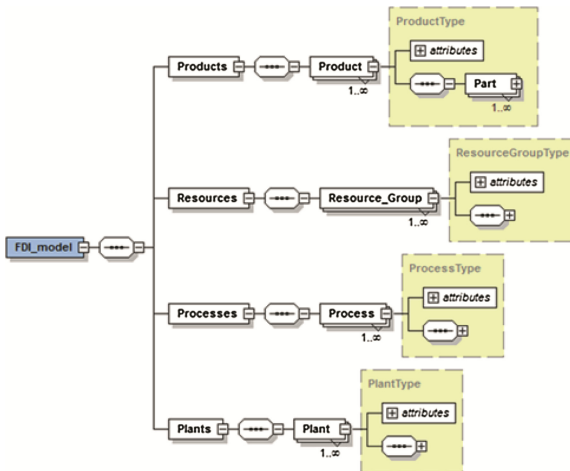 ProductType
attributes
Products
Product
1..∞
Part
1..∞
ResourceGroupType
attributes
Resources
Resource_Group
1..∞
FDI_model
ProcessType
attributes
Processes
Process
1..∞
PlantType
attributes
Plants
Plant
1..∞